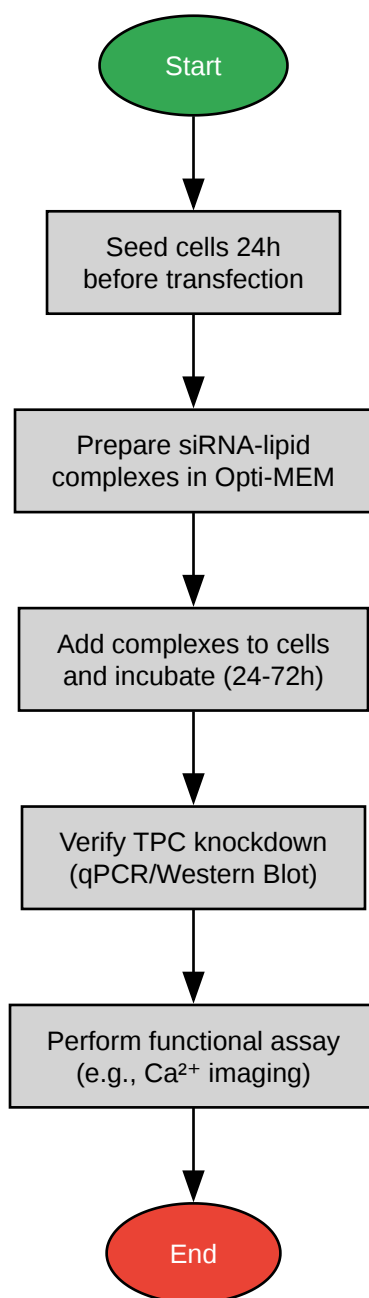 Start
Seed cells 24h
before transfection
Prepare siRNA-lipid
complexes in Opti-MEM
Add complexes to cells
and incubate (24-72h)
Verify TPC knockdown
(qPCR/Western Blot)
Perform functional assay
(e.g., Ca²⁺ imaging)
End